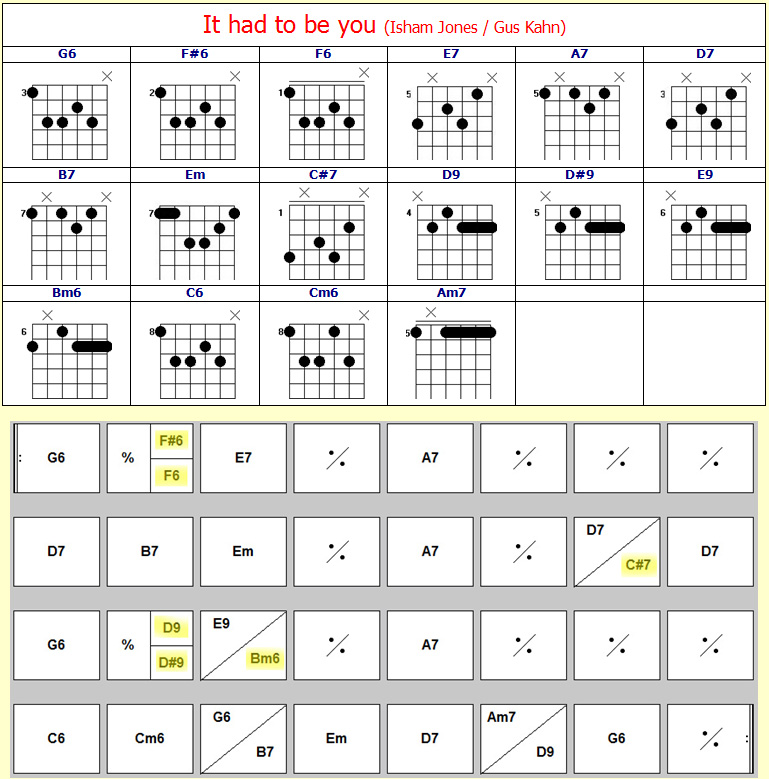 It had to be you (Isham Jones / Gus Kahn)
G6 F#6 F6 E7 A7 D7
× × × × × × × × ×
3 2 1 5 5 3
B7 Em C#7 D9 D#9 E9
× × × × × × ×
7 7 1 4 5 6
Bm6 C6 Cm6 Am7
× × × ×
6 8 8 5
: G6 % F#6 F6 E7 ⁒ A7 ⁒ ⁒ ⁒
D7 B7 Em ⁒ A7 ⁒ D7 C#7 D7
G6 % D9 D#9 E9 Bm6 ⁒ A7 ⁒ ⁒ ⁒
C6 Cm6 G6 B7 Em D7 Am7 D9 G6 ⁒ :